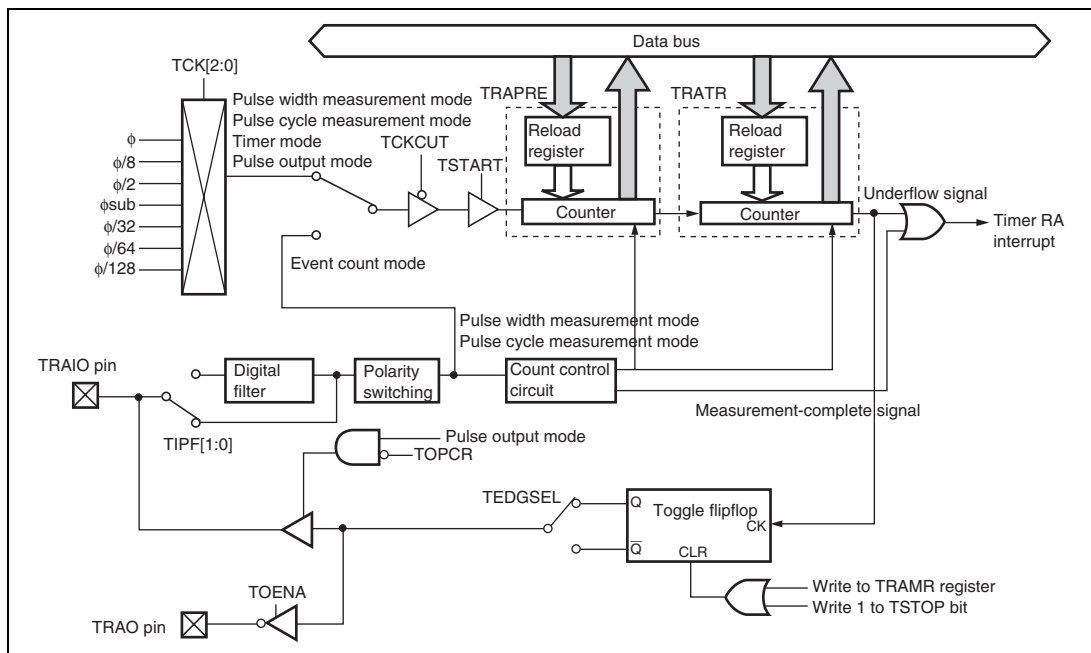 Data bus
TCK[2:0]
Pulse width measurement mode
Pulse cycle measurement mode
Timer mode
Pulse output mode
ϕ
ϕ/8
ϕ/2
ϕsub
ϕ/32
ϕ/64
ϕ/128
TCKCUT
TSTART
TRAPRE
Reload
register
Counter
TRATR
Reload
register
Counter
Underflow signal
Timer RA
interrupt
Event count mode
Pulse width measurement mode
Pulse cycle measurement mode
TRAIO pin
Digital
filter
Polarity
switching
Count control
circuit
TIPF[1:0]
Measurement-complete signal
Pulse output mode
TOPCR
TEDGSEL
Q
Toggle flipflop
CK
Q̅
CLR
Write to TRAMR register
Write 1 to TSTOP bit
TOENA
TRAO pin